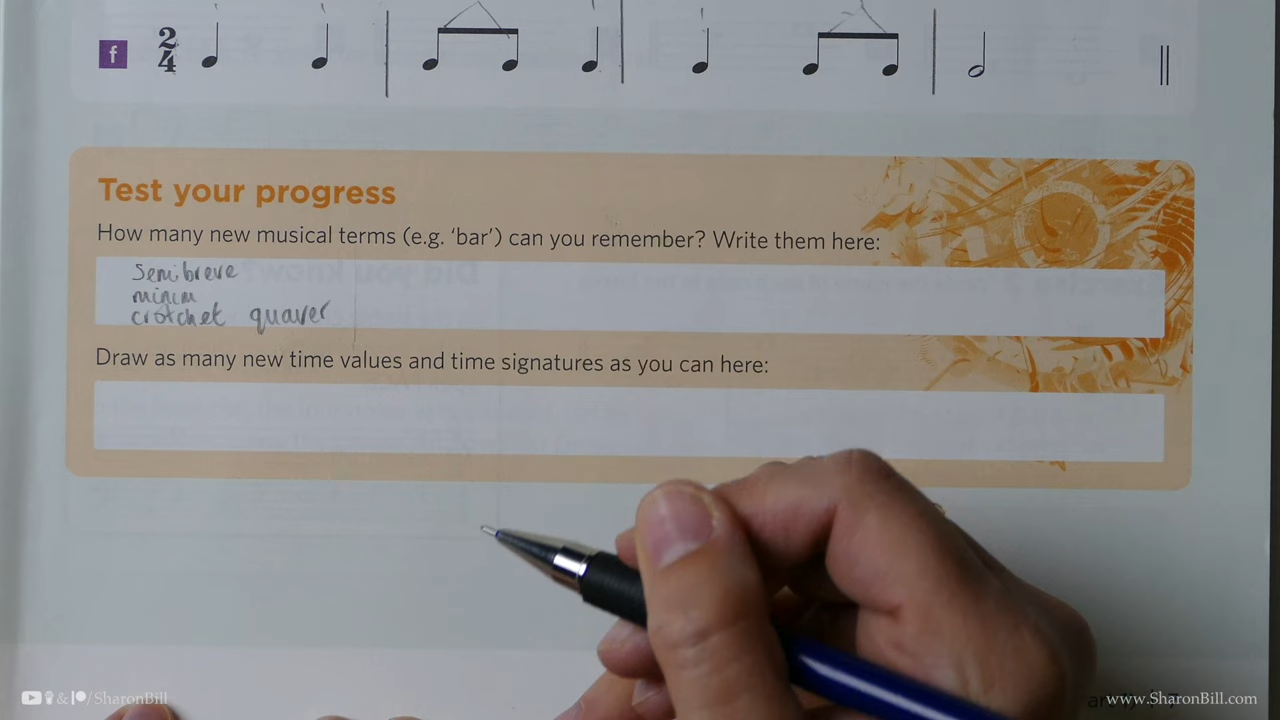 f 2 4
Test your progress
How many new musical terms (e.g. 'bar') can you remember? Write them here:
Semibreve
minim
crotchet quaver
Draw as many new time values and time signatures as you can here:
& /SharonBill
www.SharonBill.com